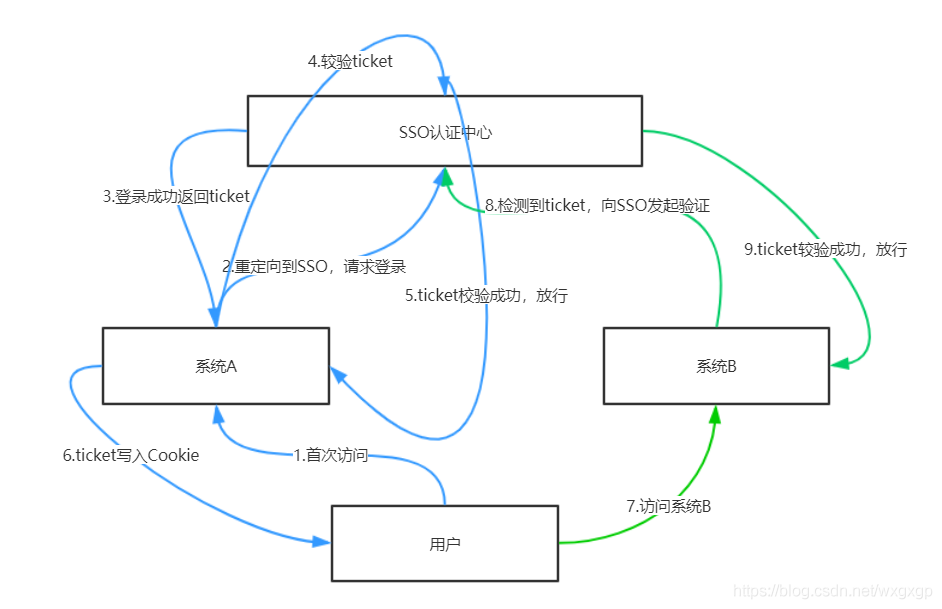 4.较验ticket
SSO认证中心
3.登录成功返回ticket
8.检测到ticket，向SSO发起验证
9.ticket较验成功，放行
2.重定向到SSO，请求登录
5.ticket校验成功，放行
系统A
系统B
6.ticket写入Cookie
1.首次访问
7.访问系统B
用户
https://blog.csdn.net/wxgxgp